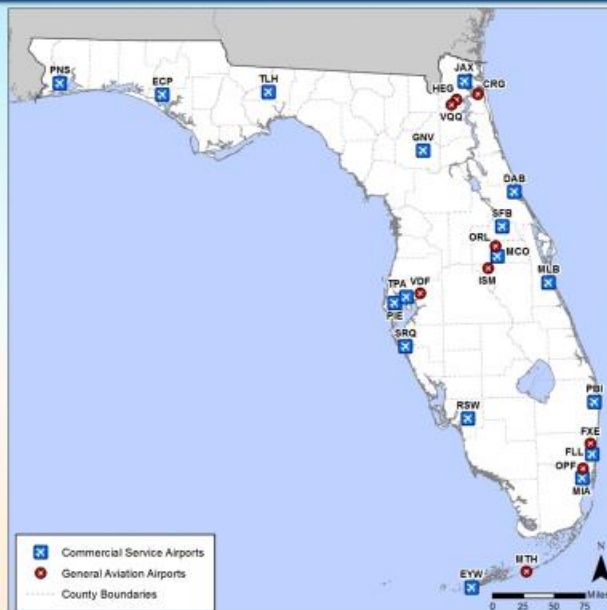 PNS
ECP
TLH
JAX
HEG
CRG
VQQ
GNV
DAB
SFB
ORL
MCO
ISM
MLB
TPA
VDF
PIE
SRQ
PBI
RSW
FXE
FLL
OPF
MIA
MTH
EYW
N
Commercial Service Airports
General Aviation Airports
County Boundaries
0 25 50 75
Miles